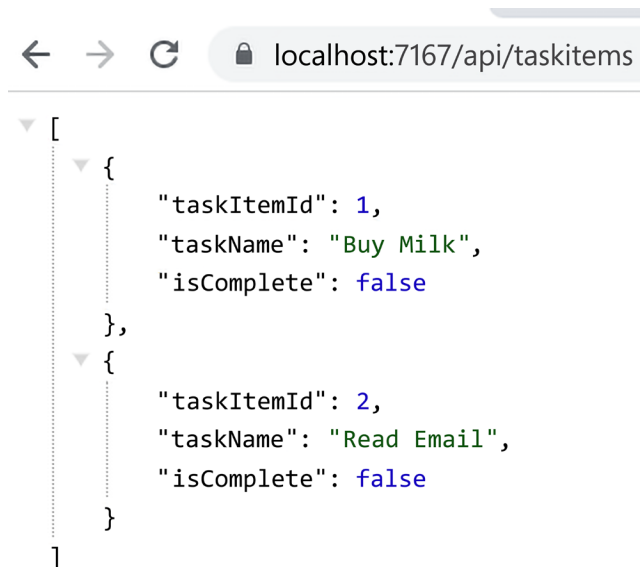 localhost:7167/api/taskitems
[
{
"taskItemId": 1,
"taskName": "Buy Milk",
"isComplete": false
},
{
"taskItemId": 2,
"taskName": "Read Email",
"isComplete": false
}
]